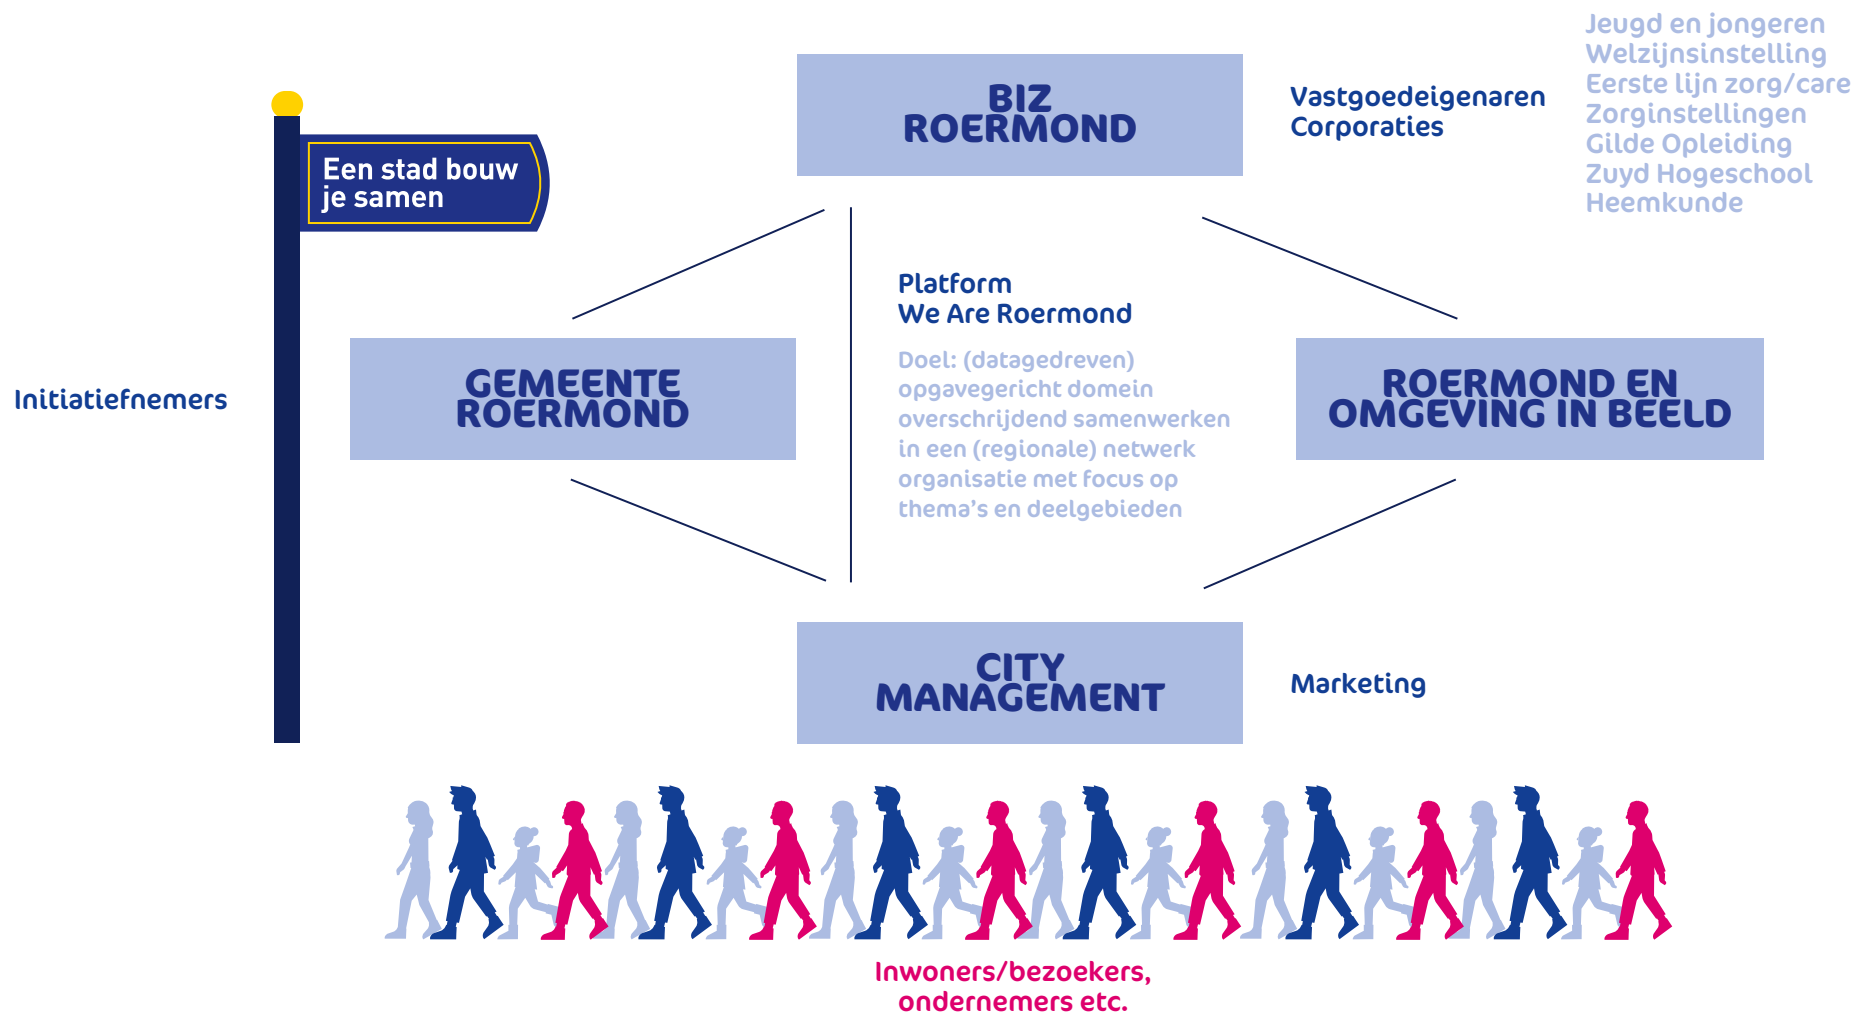 Jeugd en jongeren
Welzijnsinstelling
Eerste lijn zorg/care
Zorginstellingen
Gilde Opleiding
Zuyd Hogeschool
Heemkunde
BIZ
ROERMOND
Vastgoedeigenaren
Corporaties
Een stad bouw
je samen
Platform
We Are Roermond
Doel: (datagedreven)
opgavegericht domein
overschrijdend samenwerken
in een (regionale) netwerk
organisatie met focus op
thema’s en deelgebieden
Initiatiefnemers
GEMEENTE
ROERMOND
ROERMOND EN
OMGEVING IN BEELD
CITY
MANAGEMENT
Marketing
Inwoners/bezoekers,
ondernemers etc.